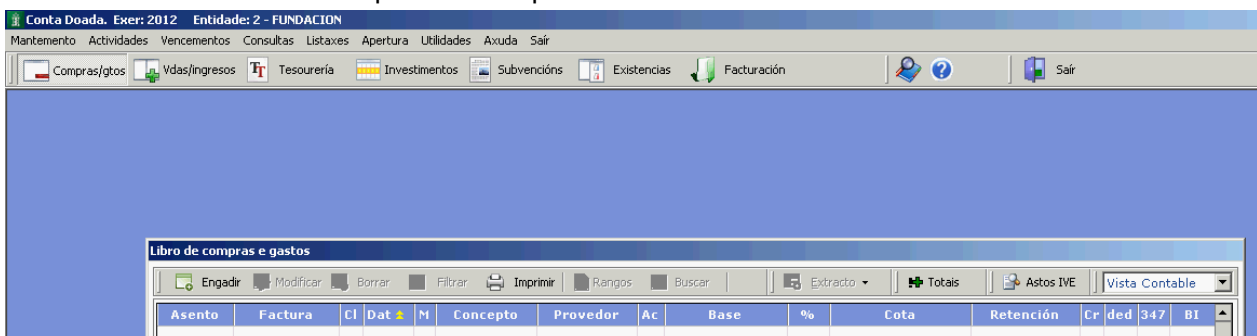 Conta Doada. Exer: 2012 Entidade: 2 - FUNDACION
Mantemento Actividades Vencementos Consultas Listaxes Apertura Utilidades Axuda Saír
Compras/gtos Vdas/ingresos Tesourería Investimentos Subvencións Existencias Facturación Saír
Libro de compras e gastos
Engadir Modificar Borrar Filtrar Imprimir Rangos Buscar Extracto Totais Astos IVE Vista Contable
Asento Factura Cl Dat M Concepto Provedor Ac Base % Cota Retención Cr ded 347 BI